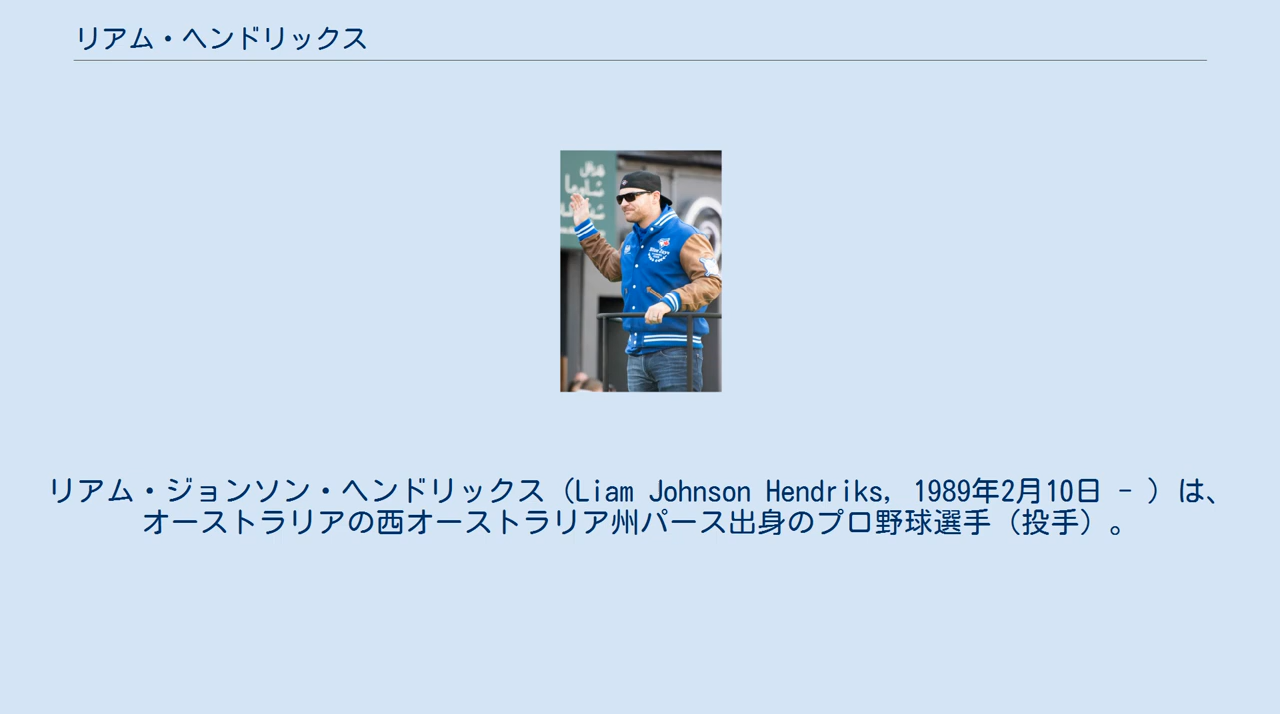 リアム・ヘンドリックス
リアム・ジョンソン・ヘンドリックス（Liam Johnson Hendriks, 1989年2月10日 - ）は、
オーストラリアの西オーストラリア州パース出身のプロ野球選手（投手）。